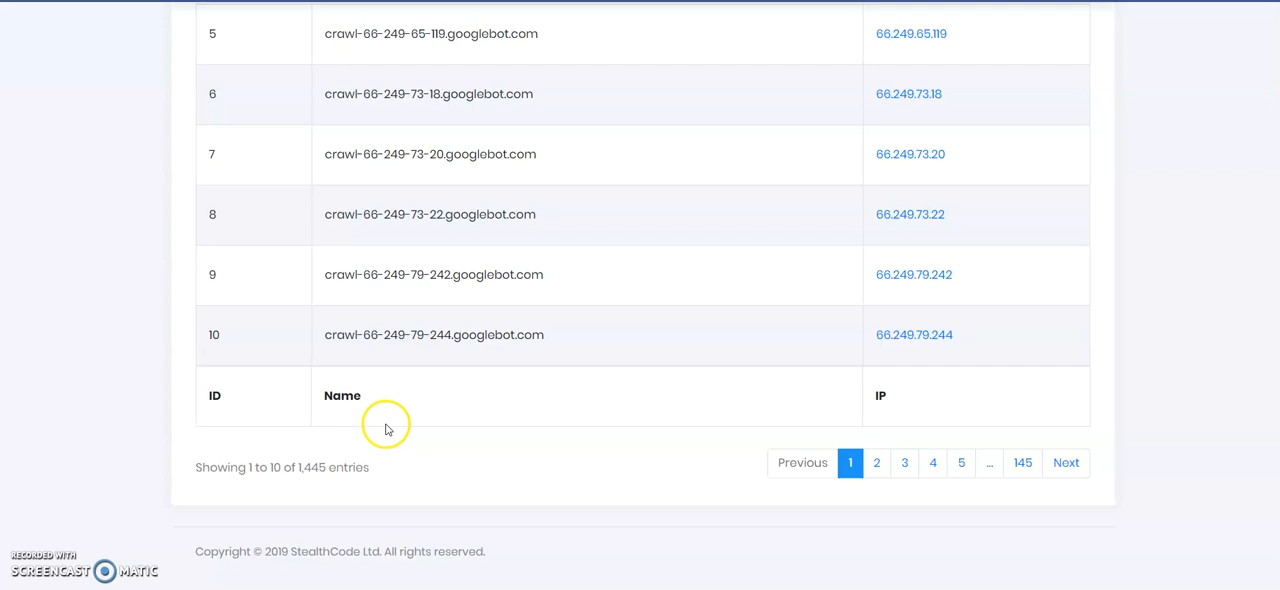 5 crawl-66-249-65-119.googlebot.com 66.249.65.119
6 crawl-66-249-73-18.googlebot.com 66.249.73.18
7 crawl-66-249-73-20.googlebot.com 66.249.73.20
8 crawl-66-249-73-22.googlebot.com 66.249.73.22
9 crawl-66-249-79-242.googlebot.com 66.249.79.242
10 crawl-66-249-79-244.googlebot.com 66.249.79.244
ID Name IP
Showing 1 to 10 of 1,445 entries Previous 1 2 3 4 5 ... 145 Next
Copyright © 2019 StealthCode Ltd. All rights reserved.
RECORDED WITH
SCREENCAST MATIC